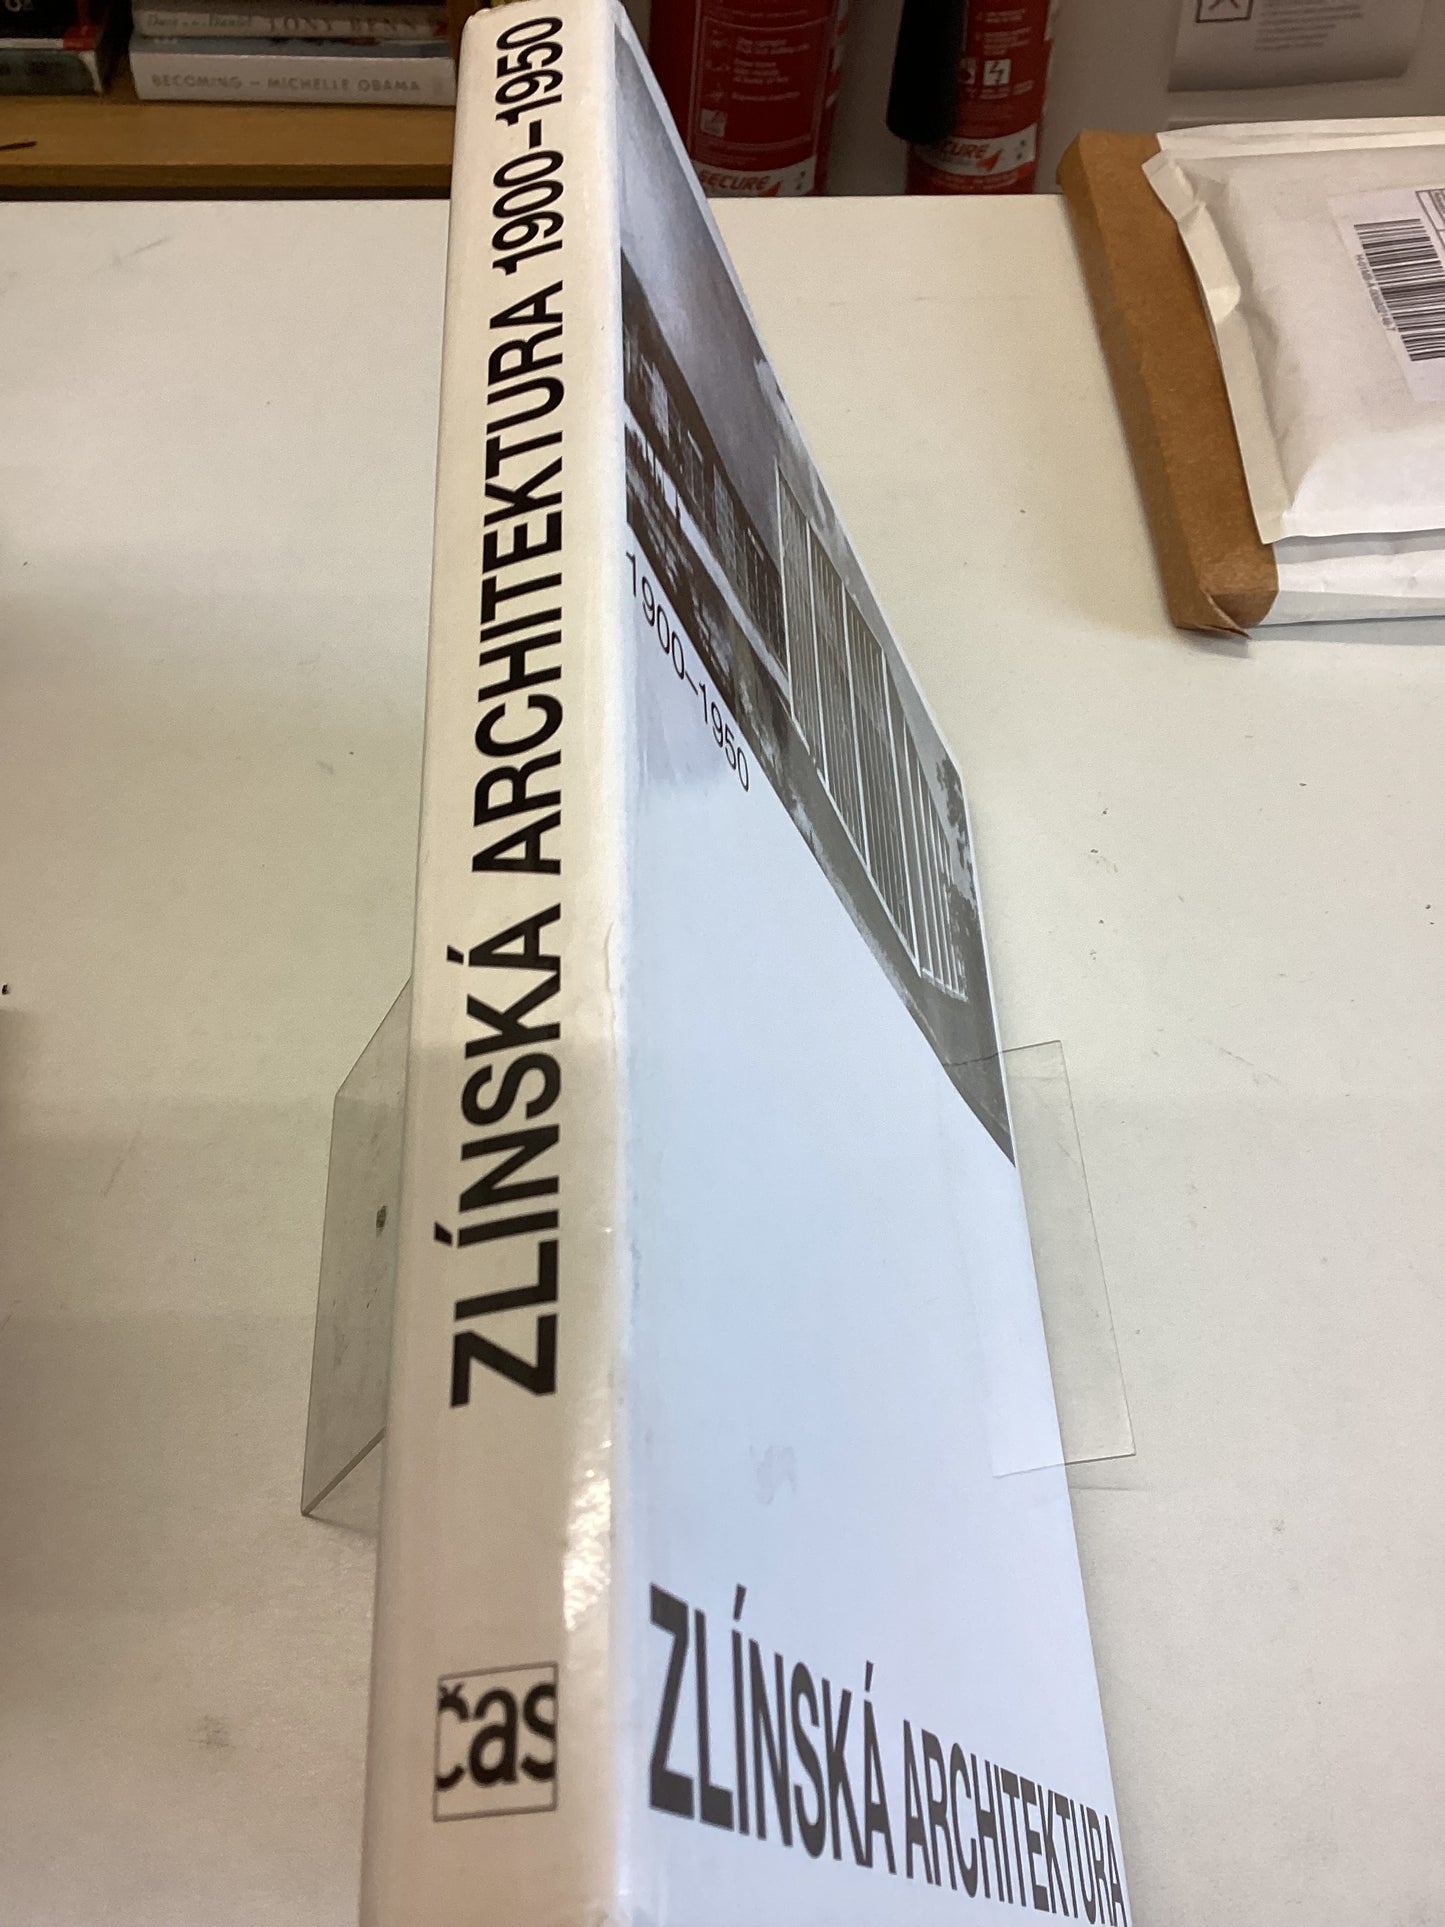 TONY BENN
BECOMING – MICHELLE OBAMA
SECURE
ZLÍNSKÁ ARCHITEKTURA 1900–1950
čas
1900–1950
ZLÍNSKÁ ARCHITEKTURA